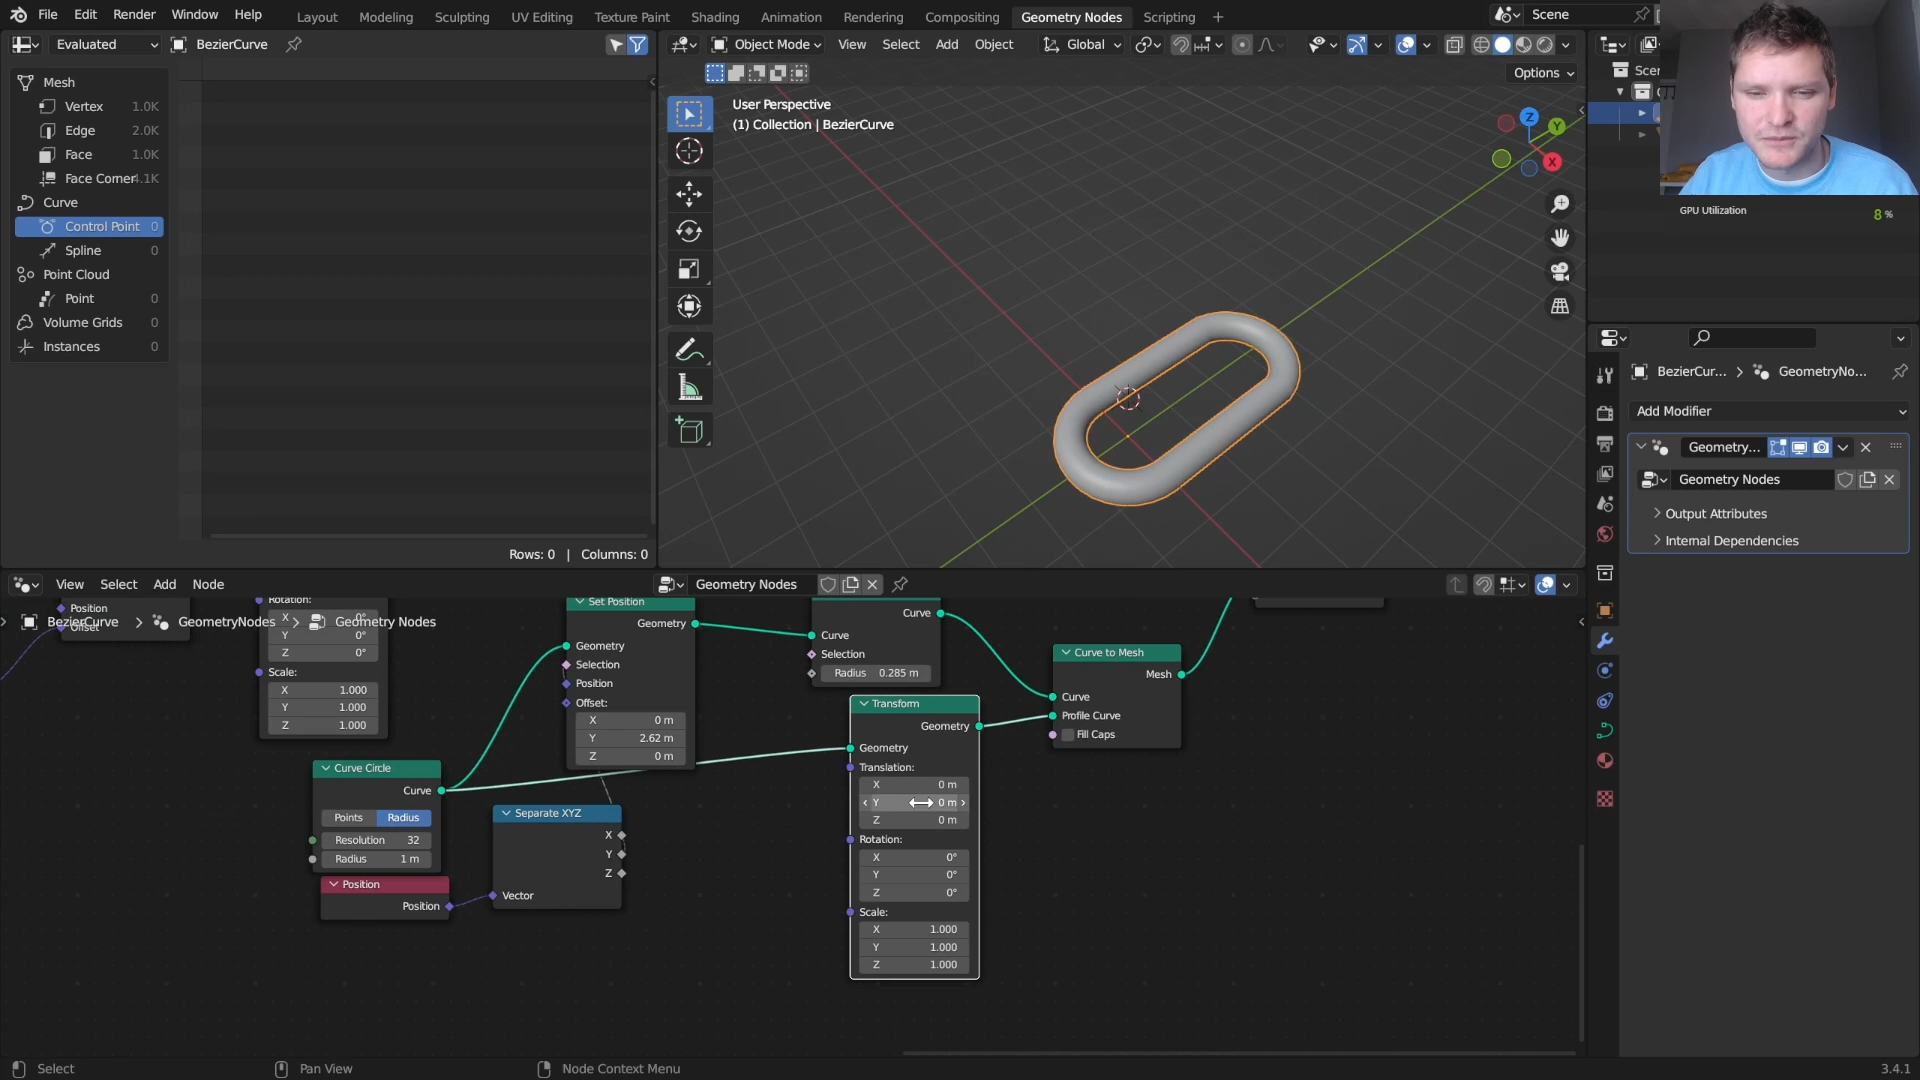 File Edit Render Window Help
Layout Modeling Sculpting UV Editing Texture Paint Shading Animation Rendering Compositing Geometry Nodes Scripting +
Scene
Evaluated
BezierCurve
Object Mode View Select Add Object
Global
Options
Mesh
Vertex 1.0K
Edge 2.0K
Face 1.0K
Face Corner 4.1K
Curve
Control Point 0
Spline 0
Point Cloud
Point 0
Volume Grids 0
Instances 0
Rows: 0 | Columns: 0
User Perspective
(1) Collection | BezierCurve
Z
Y
X
Scer
GPU Utilization 8 %
BezierCur... > GeometryNo...
Add Modifier
Geometry...
Geometry Nodes
Output Attributes
Internal Dependencies
View Select Add Node
Geometry Nodes
BezierCurve > GeometryNodes > Geometry Nodes
Position
Offset
Rotation:
X 0°
Y 0°
Z 0°
Scale:
X 1.000
Y 1.000
Z 1.000
Set Position
Geometry
Geometry
Selection
Position
Offset:
X 0 m
Y 2.62 m
Z 0 m
Curve
Curve
Selection
Radius 0.285 m
Curve to Mesh
Mesh
Curve
Profile Curve
Fill Caps
Curve Circle
Curve
Points Radius
Resolution 32
Radius 1 m
Position
Position
Separate XYZ
X
Y
Z
Vector
Transform
Geometry
Geometry
Translation:
X 0 m
Y 0 m
Z 0 m
Rotation:
X 0°
Y 0°
Z 0°
Scale:
X 1.000
Y 1.000
Z 1.000
Select Pan View Node Context Menu 3.4.1